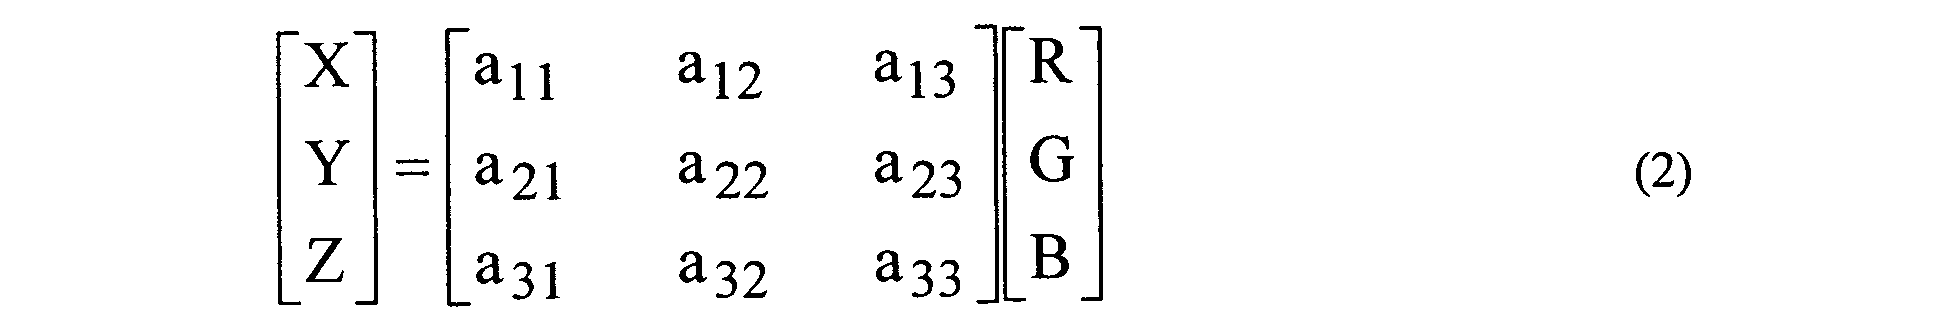 [X] = [a11 a12 a13] [R]
[Y] = [a21 a22 a23] [G] (2)
[Z] = [a31 a32 a33] [B]